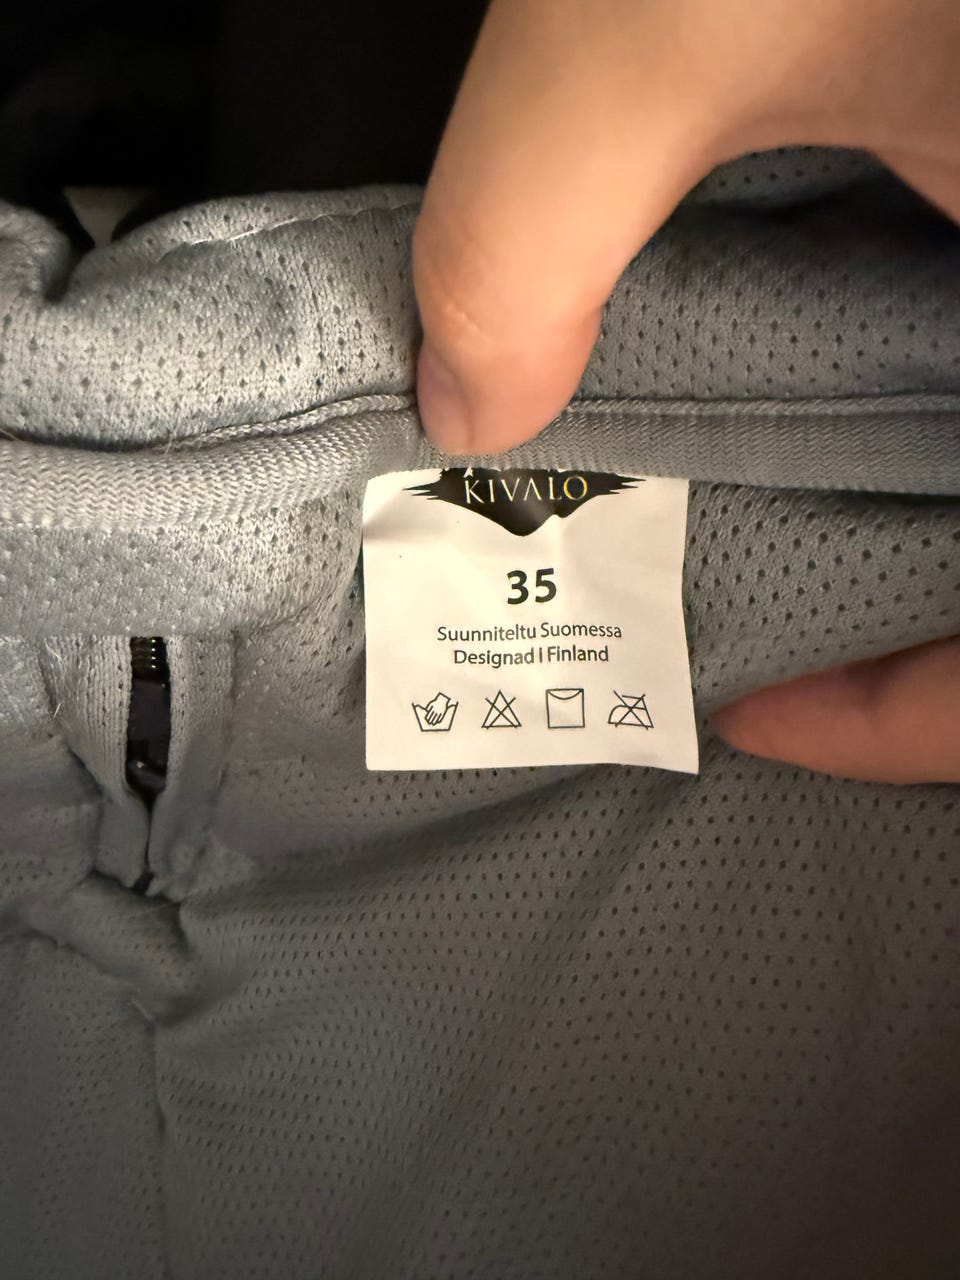 KIVALO
35
Suunniteltu Suomessa
Designad I Finland